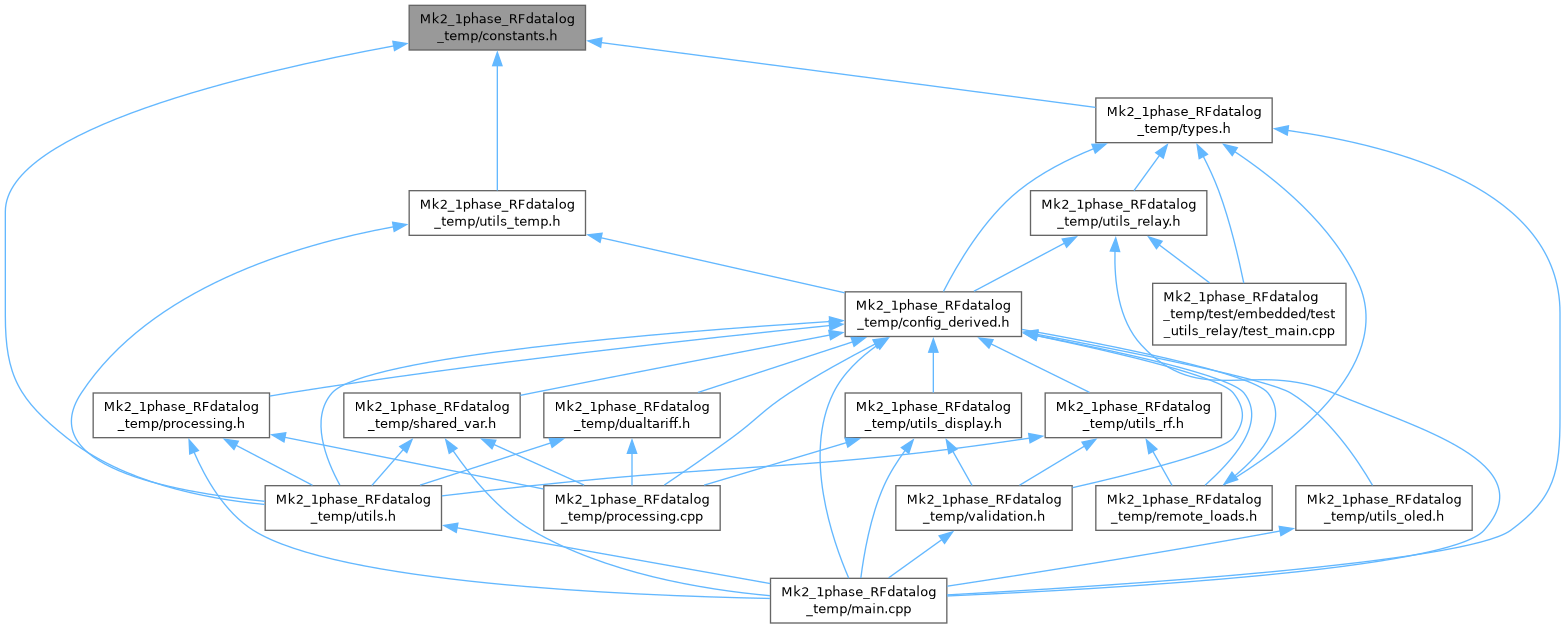 Mk2_1phase_RFdatalog
_temp/constants.h
Mk2_1phase_RFdatalog
_temp/types.h
Mk2_1phase_RFdatalog
_temp/utils_temp.h
Mk2_1phase_RFdatalog
_temp/utils_relay.h
Mk2_1phase_RFdatalog
_temp/config_derived.h
Mk2_1phase_RFdatalog
_temp/test/embedded/test
_utils_relay/test_main.cpp
Mk2_1phase_RFdatalog
_temp/processing.h
Mk2_1phase_RFdatalog
_temp/shared_var.h
Mk2_1phase_RFdatalog
_temp/dualtariff.h
Mk2_1phase_RFdatalog
_temp/utils_display.h
Mk2_1phase_RFdatalog
_temp/utils_rf.h
Mk2_1phase_RFdatalog
_temp/utils.h
Mk2_1phase_RFdatalog
_temp/processing.cpp
Mk2_1phase_RFdatalog
_temp/validation.h
Mk2_1phase_RFdatalog
_temp/remote_loads.h
Mk2_1phase_RFdatalog
_temp/utils_oled.h
Mk2_1phase_RFdatalog
_temp/main.cpp